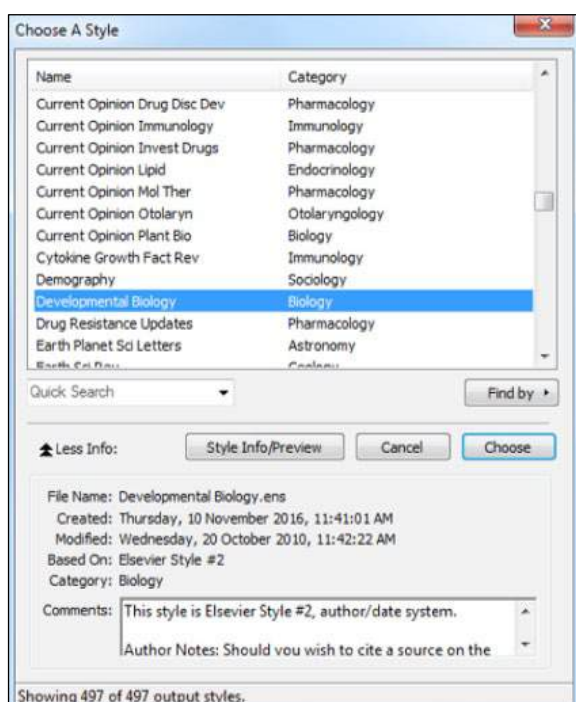 Choose A Style
Name Category
Current Opinion Drug Disc Dev Pharmacology
Current Opinion Immunology Immunology
Current Opinion Invest Drugs Pharmacology
Current Opinion Lipid Endocrinology
Current Opinion Mol Ther Pharmacology
Current Opinion Otolaryn Otolaryngology
Current Opinion Plant Bio Biology
Cytokine Growth Fact Rev Immunology
Demography Sociology
Developmental Biology Biology
Drug Resistance Updates Pharmacology
Earth Planet Sci Letters Astronomy
Earth Sci Rev Geology
Quick Search Find by
Less Info: Style Info/Preview Cancel Choose
File Name: Developmental Biology.ens
Created: Thursday, 10 November 2016, 11:41:01 AM
Modified: Wednesday, 20 October 2010, 11:42:22 AM
Based On: Elsevier Style #2
Category: Biology
Comments: This style is Elsevier Style #2, author/date system.
Author Notes: Should you wish to cite a source on the
Showing 497 of 497 output styles.